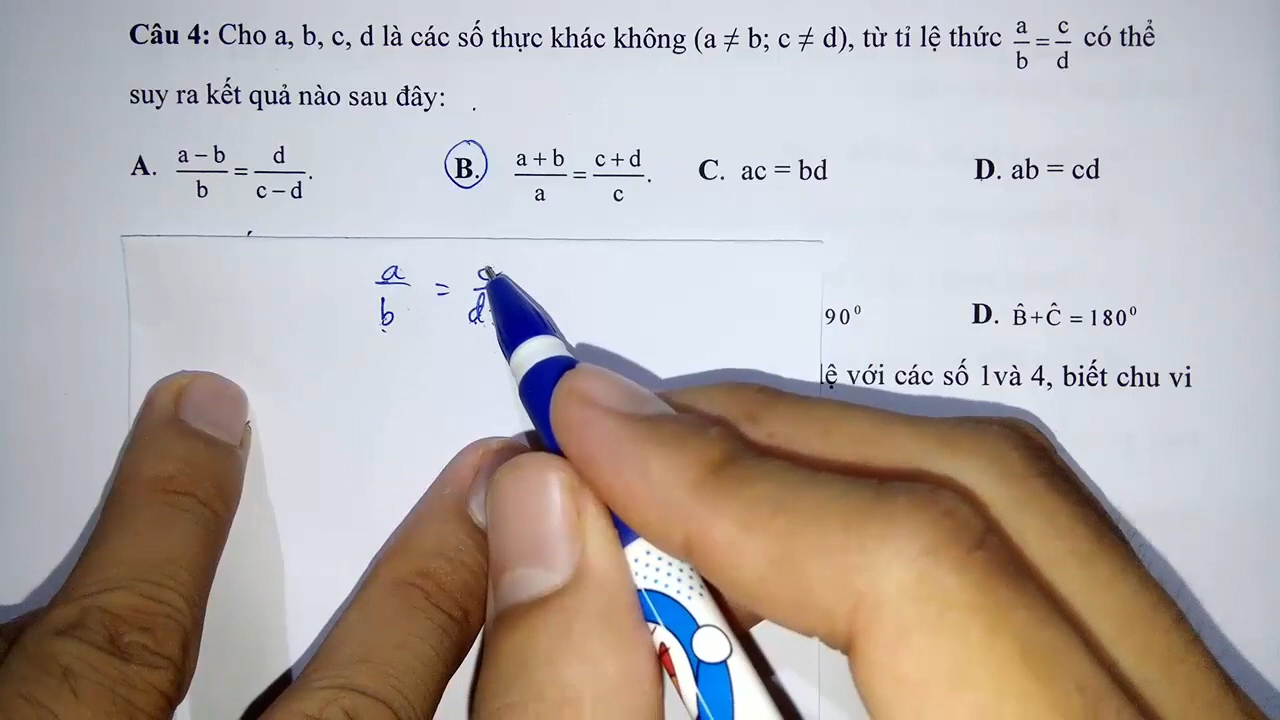 Câu 4: Cho a, b, c, d là các số thực khác không (a ≠ b; c ≠ d), từ tỉ lệ thức a/b = c/d có thể
suy ra kết quả nào sau đây: .
A. (a – b)/b = d/(c – d). B. (a + b)/a = (c + d)/c. C. ac = bd D. ab = cd
a/b = c/d
90⁰ D. B̂+Ĉ = 180⁰
lệ với các số 1và 4, biết chu vi